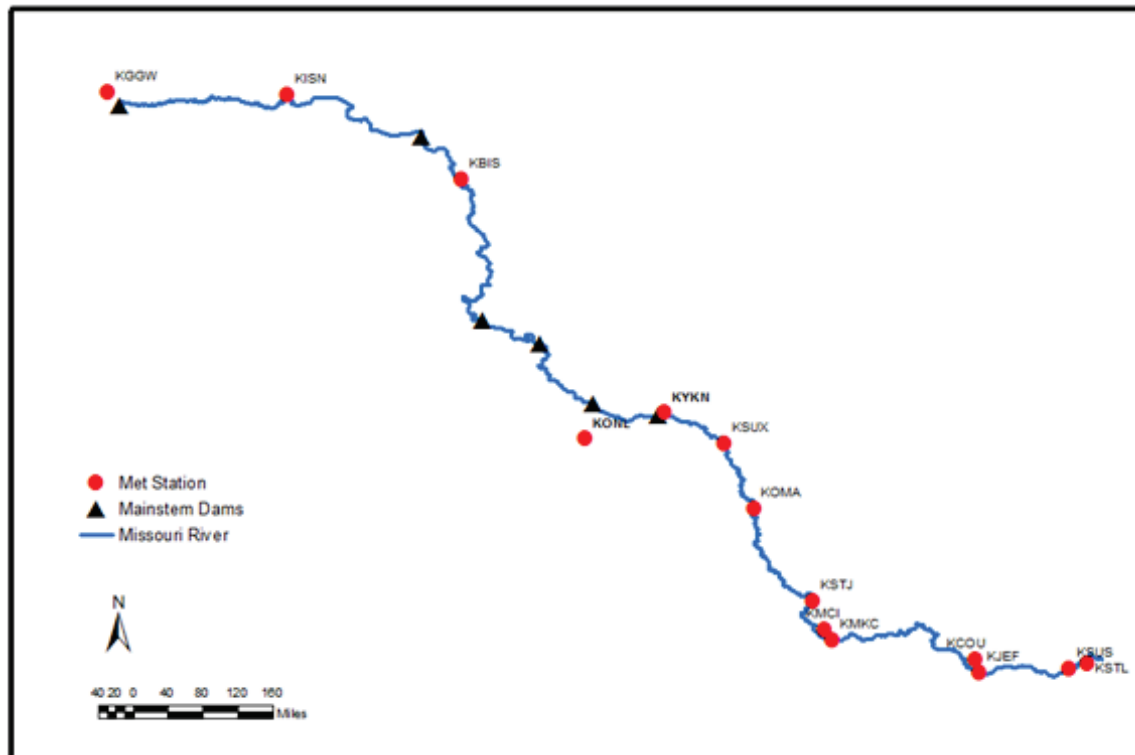 KGGW
KISN
KBIS
KYKN
KONL
KSUX
KOMA
KSTJ
KMCI
KMKC
KCOU
KJEF
KSUS
KSTL
Met Station
Mainstem Dams
Missouri River
N
40 20 0 40 80 120 160
Miles